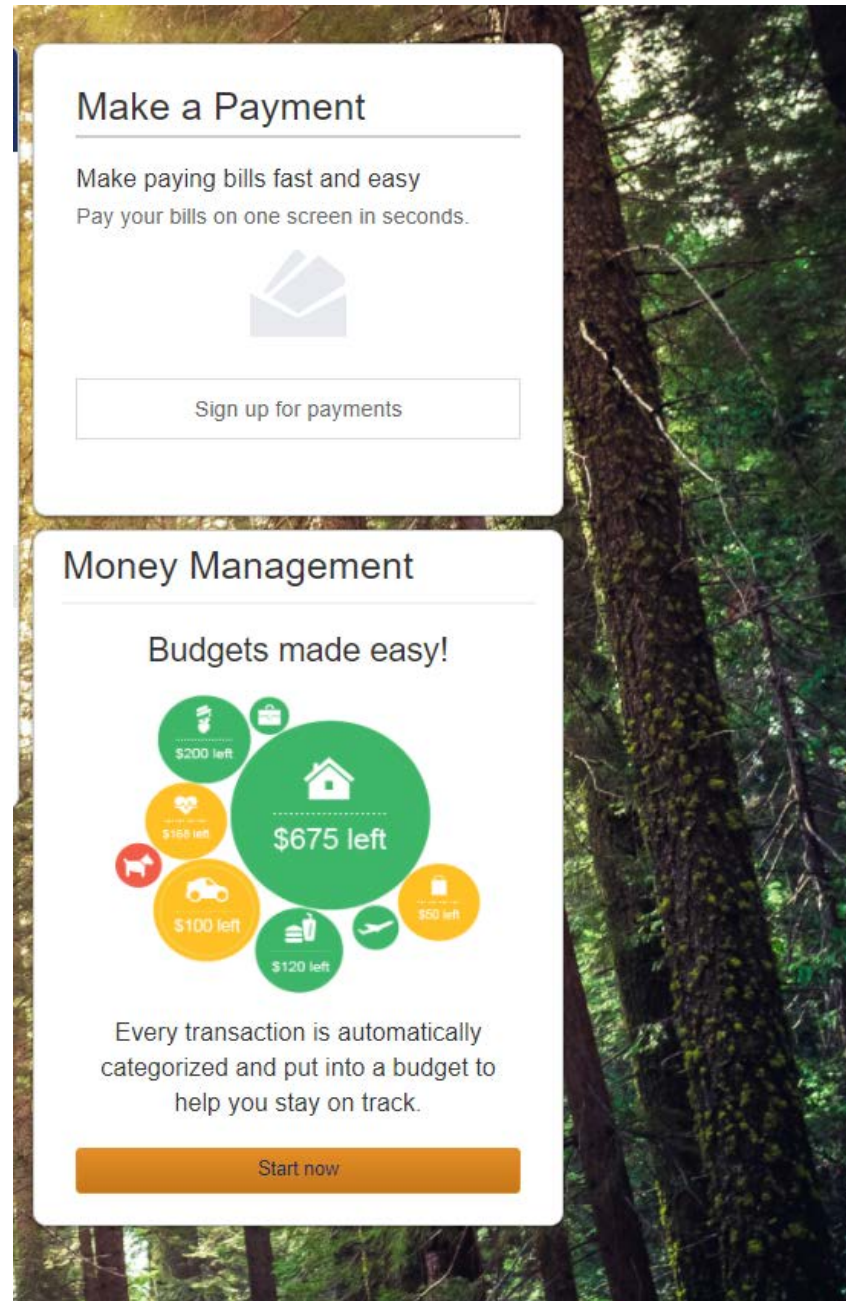 Make a Payment
Make paying bills fast and easy
Pay your bills on one screen in seconds.
Sign up for payments
Money Management
Budgets made easy!
$200 left
$168 left
$675 left
$100 left
$50 left
$120 left
Every transaction is automatically
categorized and put into a budget to
help you stay on track.
Start now